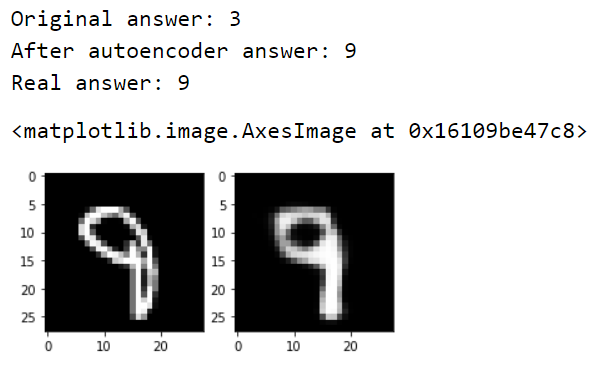 Original answer: 3
After autoencoder answer: 9
Real answer: 9
<matplotlib.image.AxesImage at 0x16109be47c8>
0
5
10
15
20
25
0 10 20
0
5
10
15
20
25
0 10 20